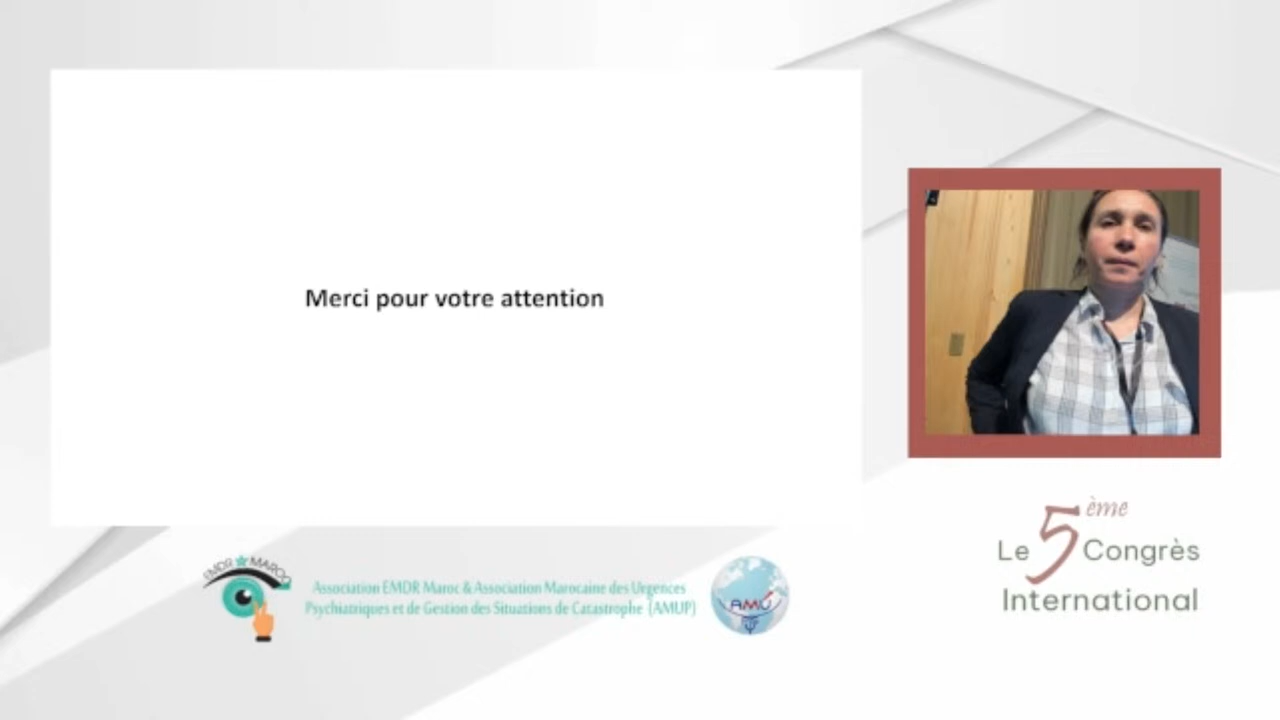 Merci pour votre attention
Le 5ème Congrès
International
EMDR MAROC
Association EMDR Maroc & Association Marocaine des Urgences
Psychiatriques et de Gestion des Situations de Catastrophe (AMUP)
AMU